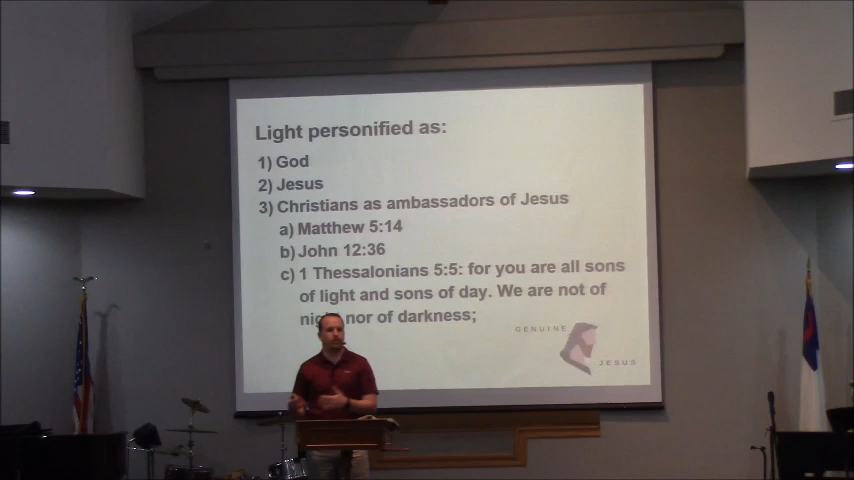 Light personified as:
1) God
2) Jesus
3) Christians as ambassadors of Jesus
a) Matthew 5:14
b) John 12:36
c) 1 Thessalonians 5:5: for you are all sons
of light and sons of day. We are not of
nor of darkness;
GENUINE
JESUS